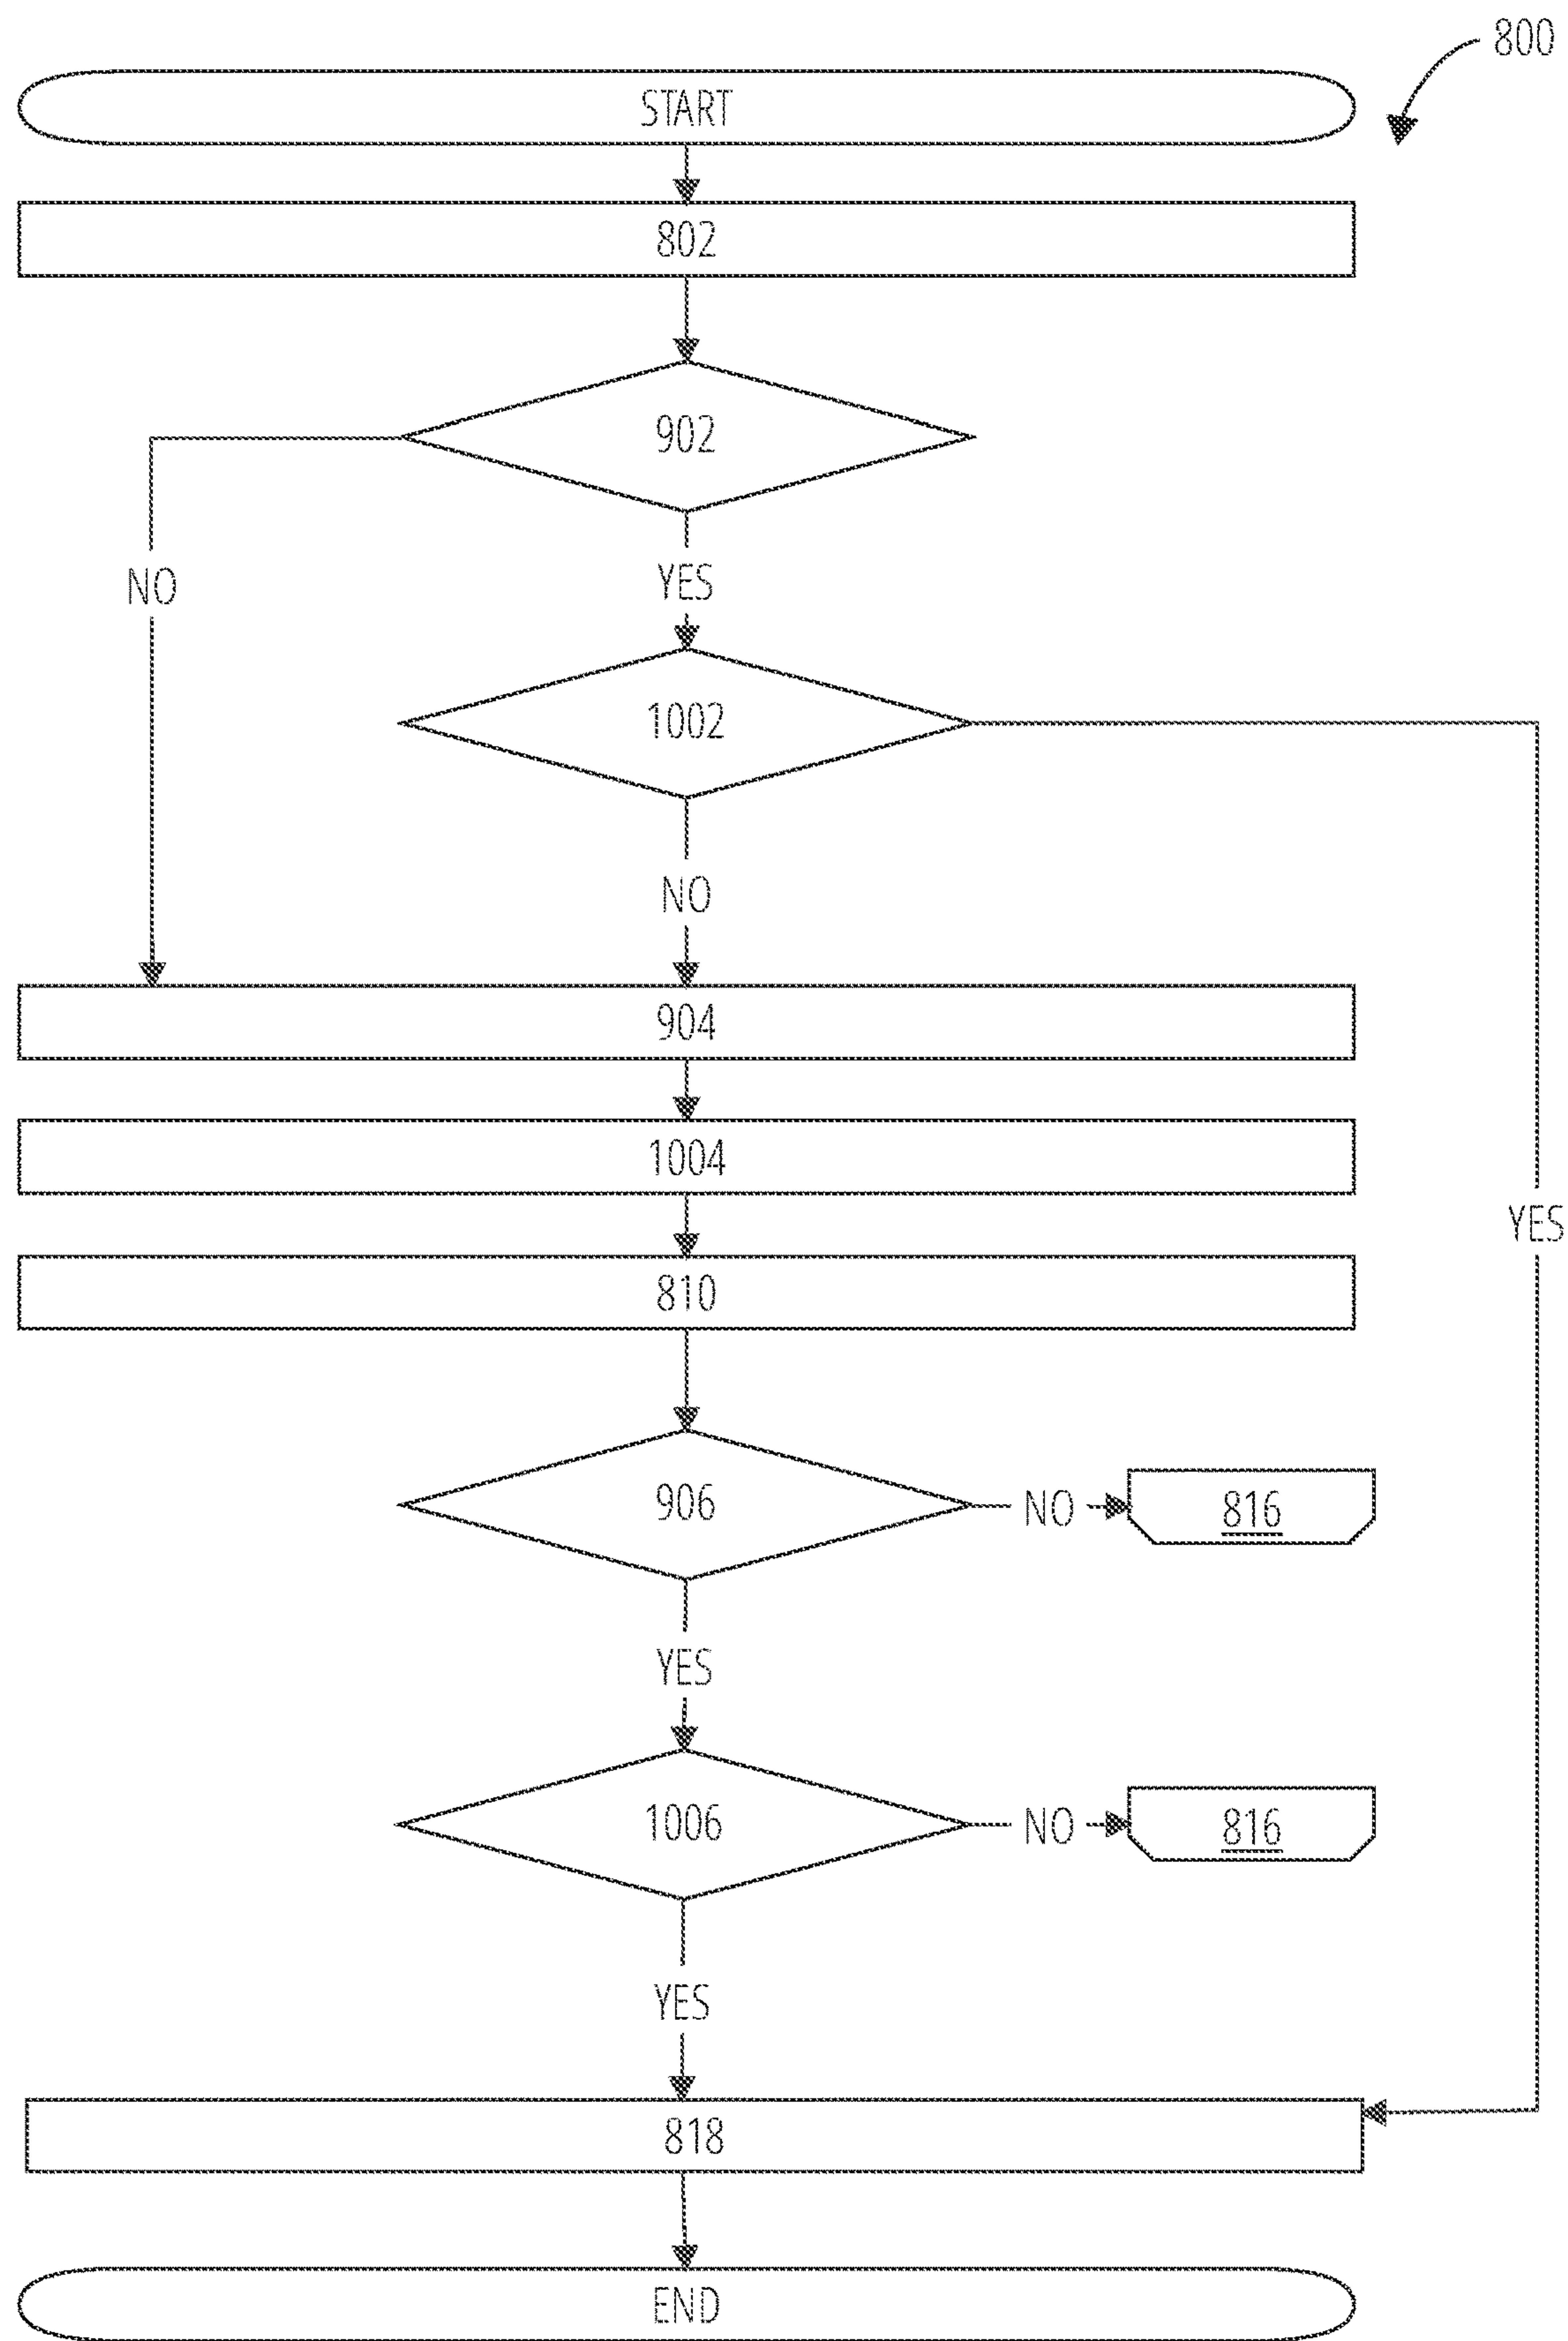 800
START
802
902
NO
YES
1002
NO
904
1004
810
YES
906
NO
816
YES
1006
NO
816
YES
818
END